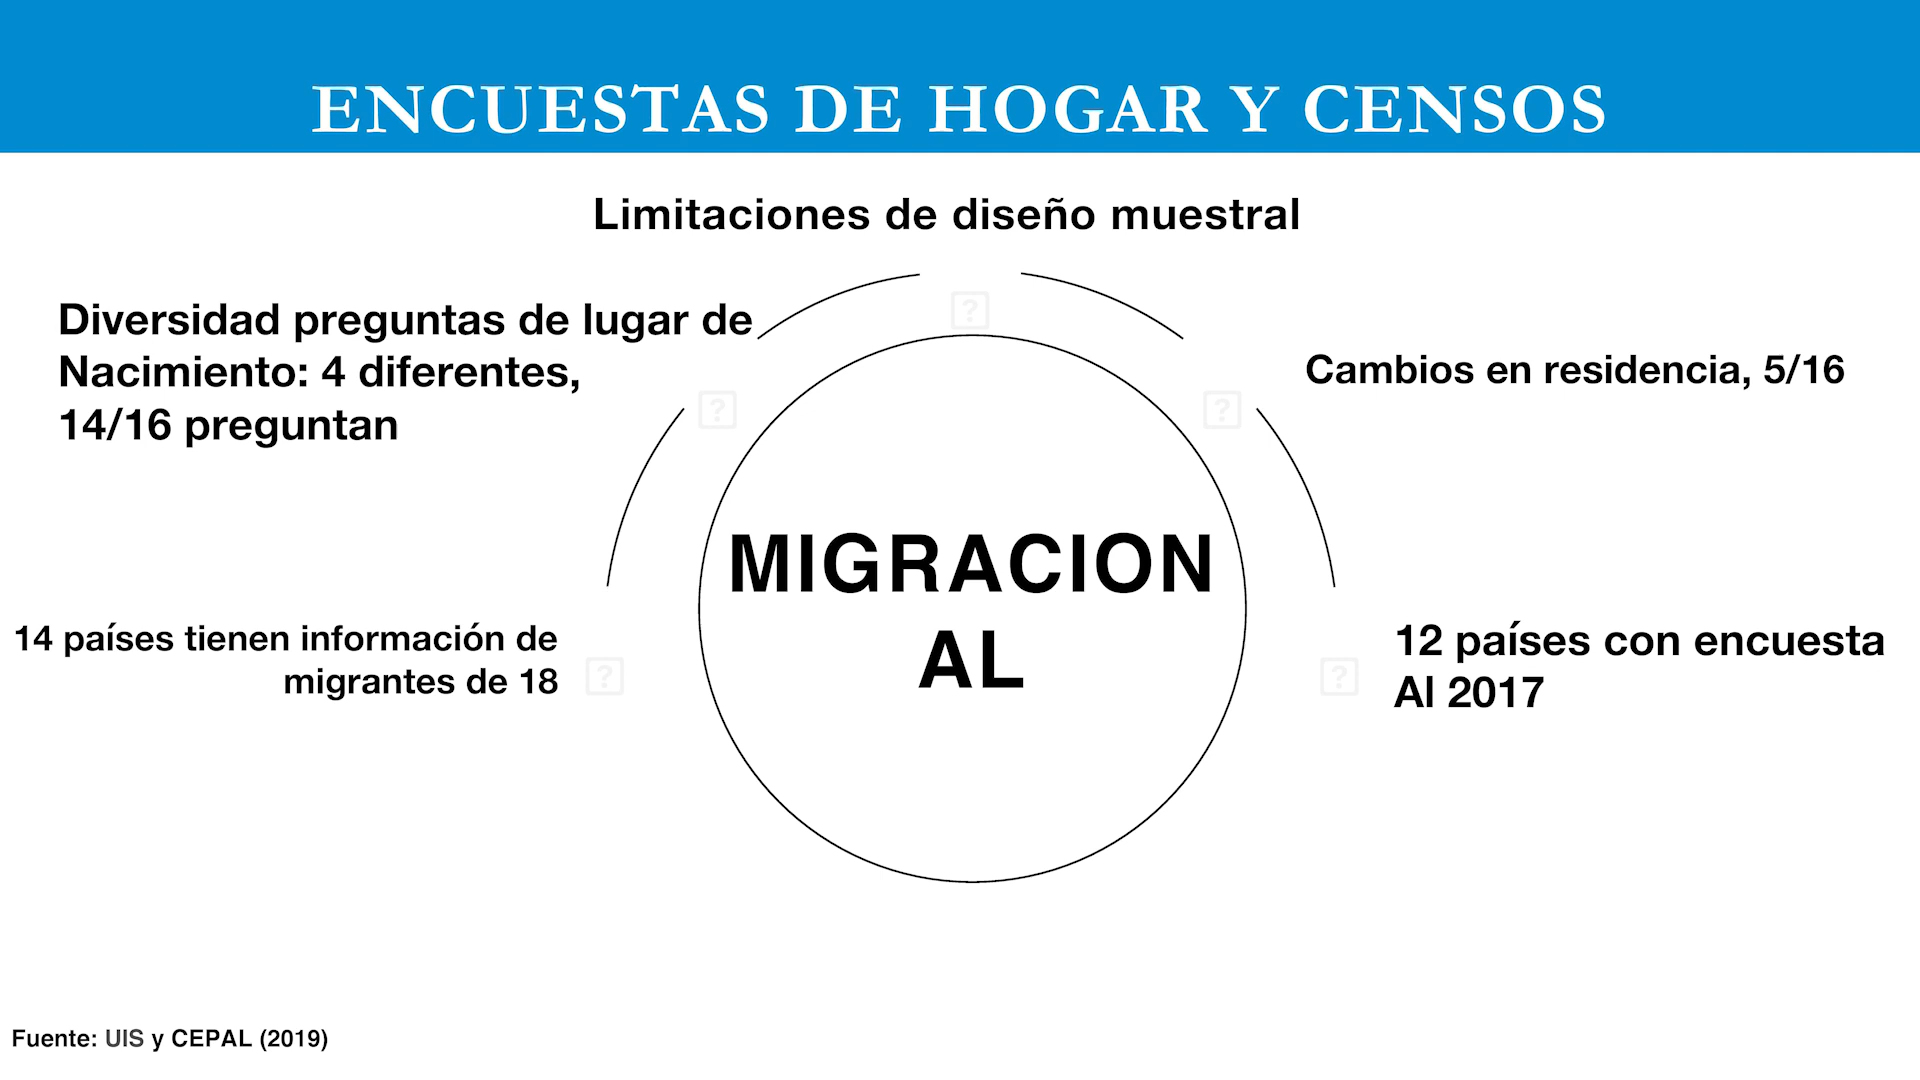 ENCUESTAS DE HOGAR Y CENSOS
Limitaciones de diseño muestral
Diversidad preguntas de lugar de
Nacimiento: 4 diferentes,
14/16 preguntan
Cambios en residencia, 5/16
MIGRACION
AL
14 países tienen información de
migrantes de 18
12 países con encuesta
Al 2017
Fuente: UIS y CEPAL (2019)